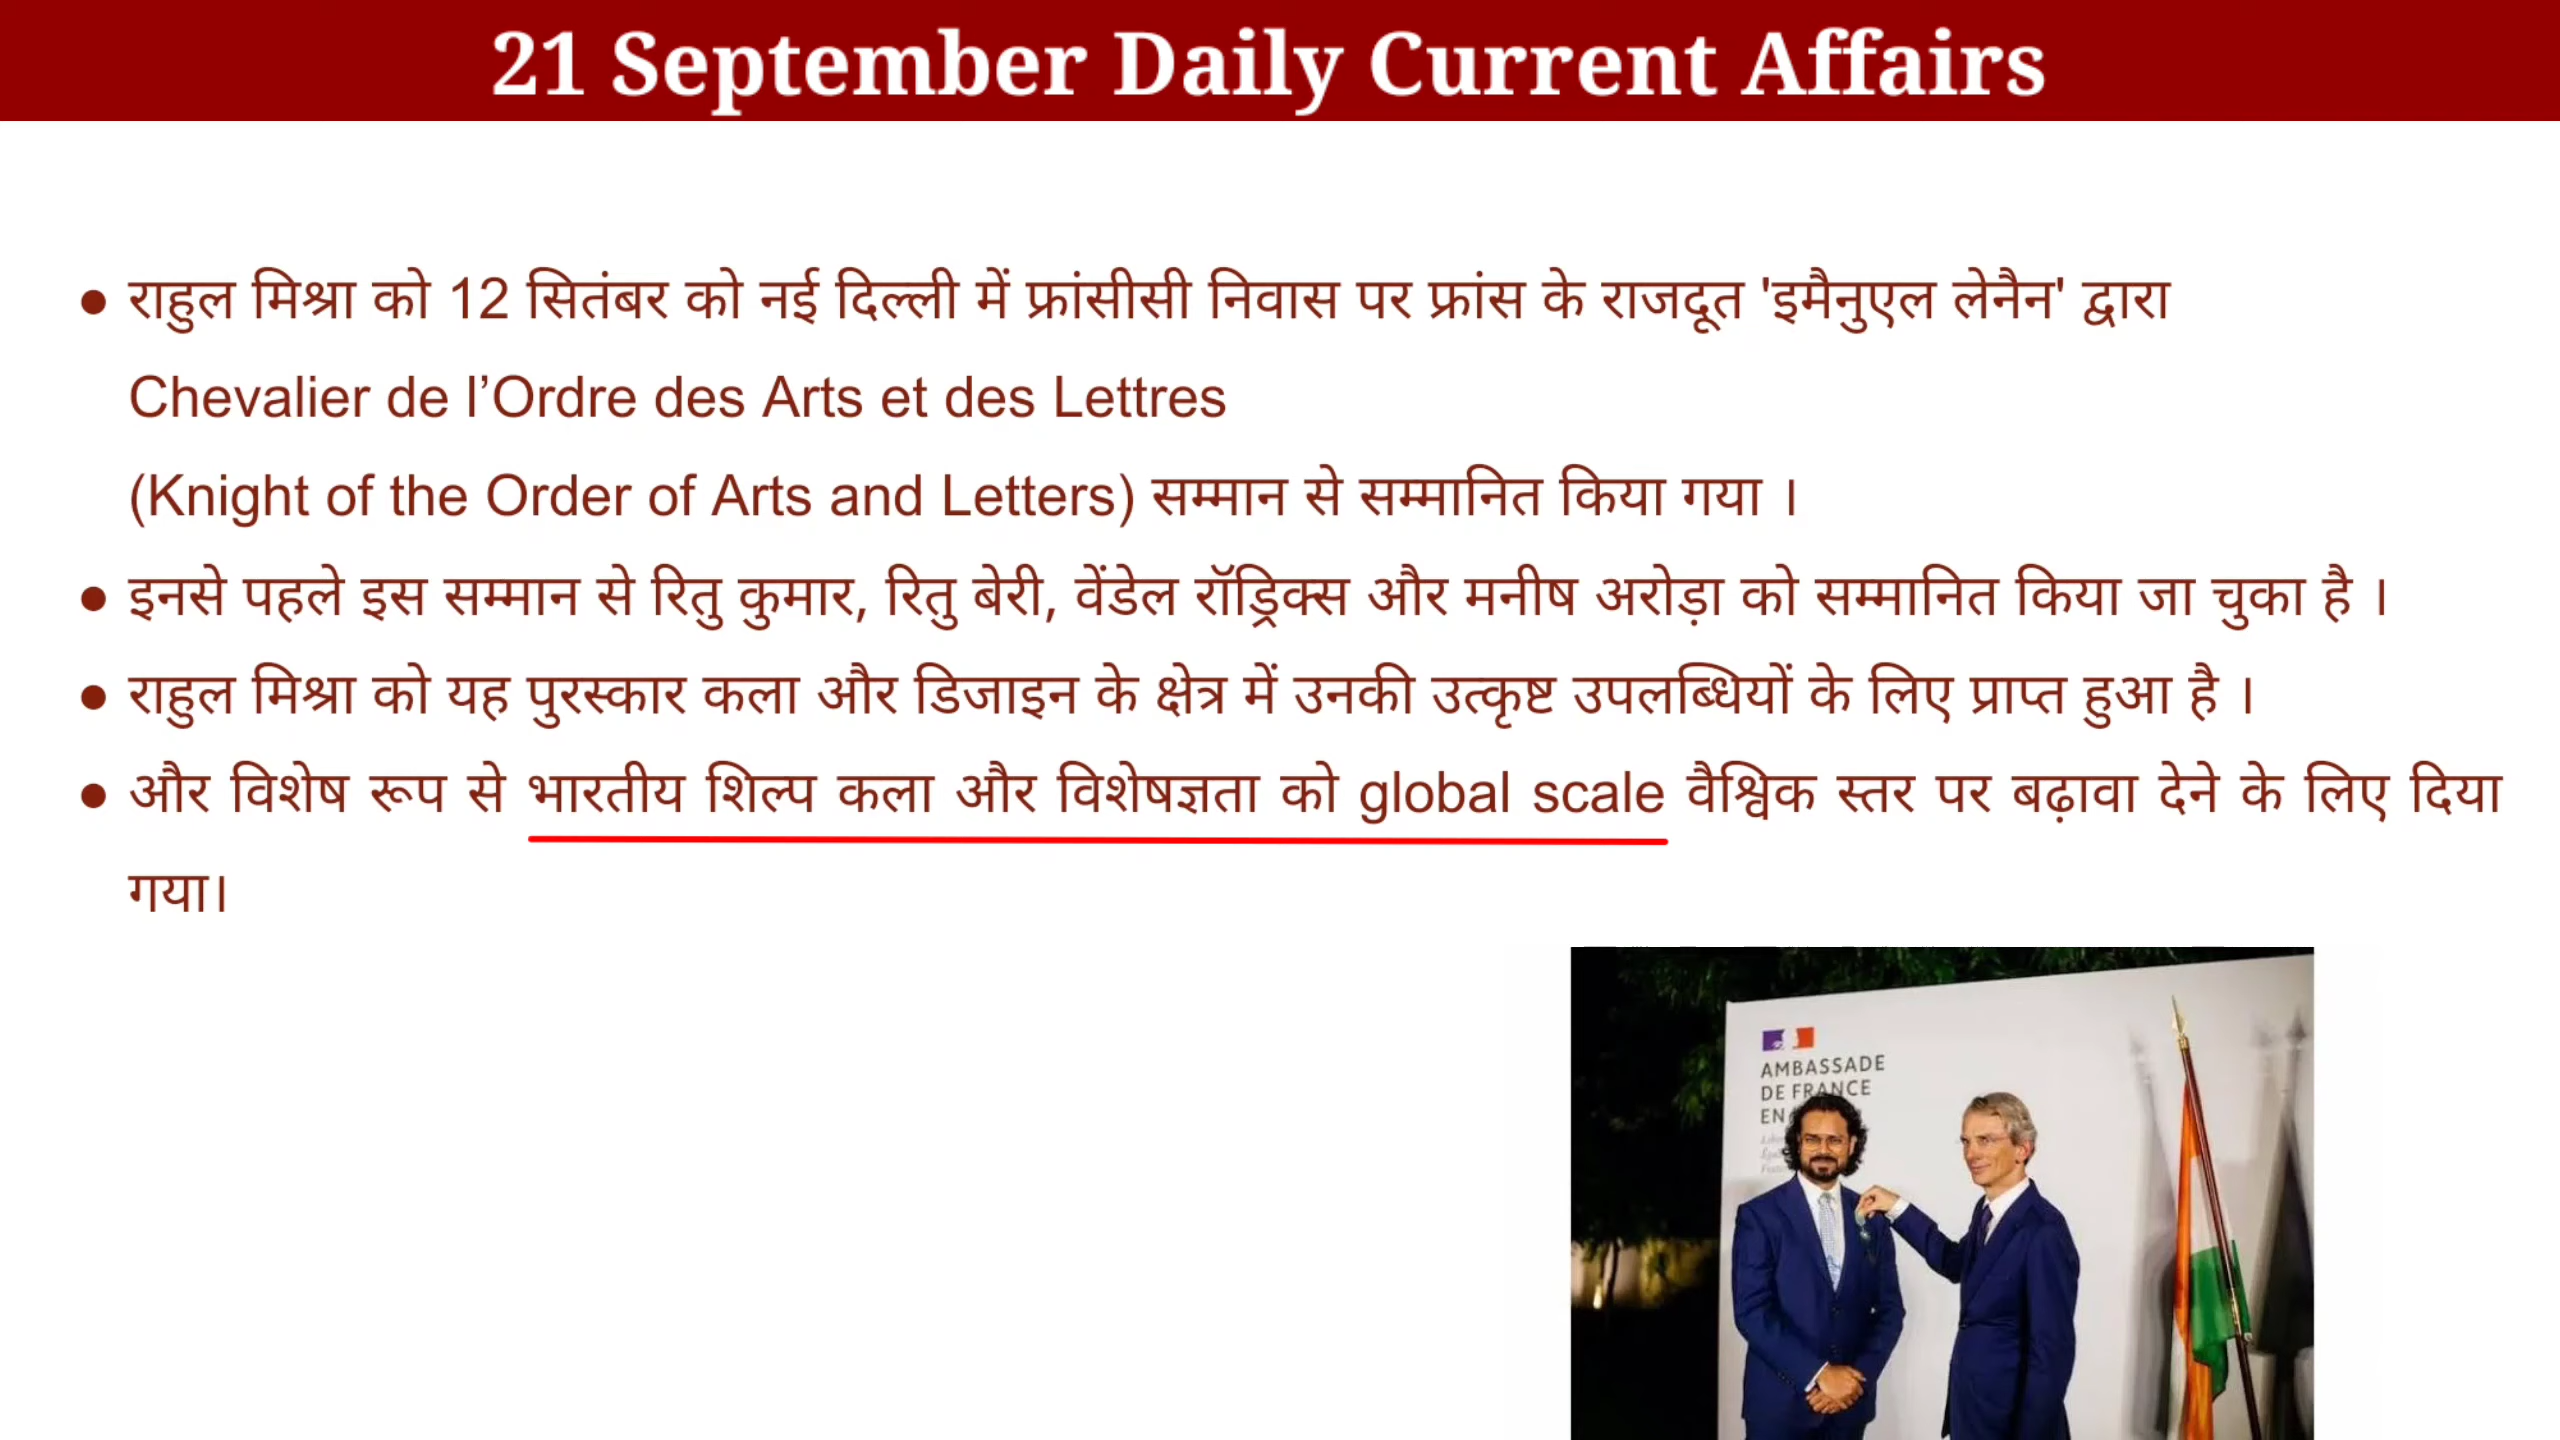 21 September Daily Current Affairs
● राहुल मिश्रा को 12 सितंबर को नई दिल्ली में फ्रांसीसी निवास पर फ्रांस के राजदूत 'इमैनुएल लेनैन' द्वारा
Chevalier de l’Ordre des Arts et des Lettres
(Knight of the Order of Arts and Letters) सम्मान से सम्मानित किया गया ।
● इनसे पहले इस सम्मान से रितु कुमार, रितु बेरी, वेंडेल रॉड्रिक्स और मनीष अरोड़ा को सम्मानित किया जा चुका है ।
● राहुल मिश्रा को यह पुरस्कार कला और डिजाइन के क्षेत्र में उनकी उत्कृष्ट उपलब्धियों के लिए प्राप्त हुआ है ।
● और विशेष रूप से भारतीय शिल्प कला और विशेषज्ञता को global scale वैश्विक स्तर पर बढ़ावा देने के लिए दिया
गया।
AMBASSADE
DE FRANCE
EN